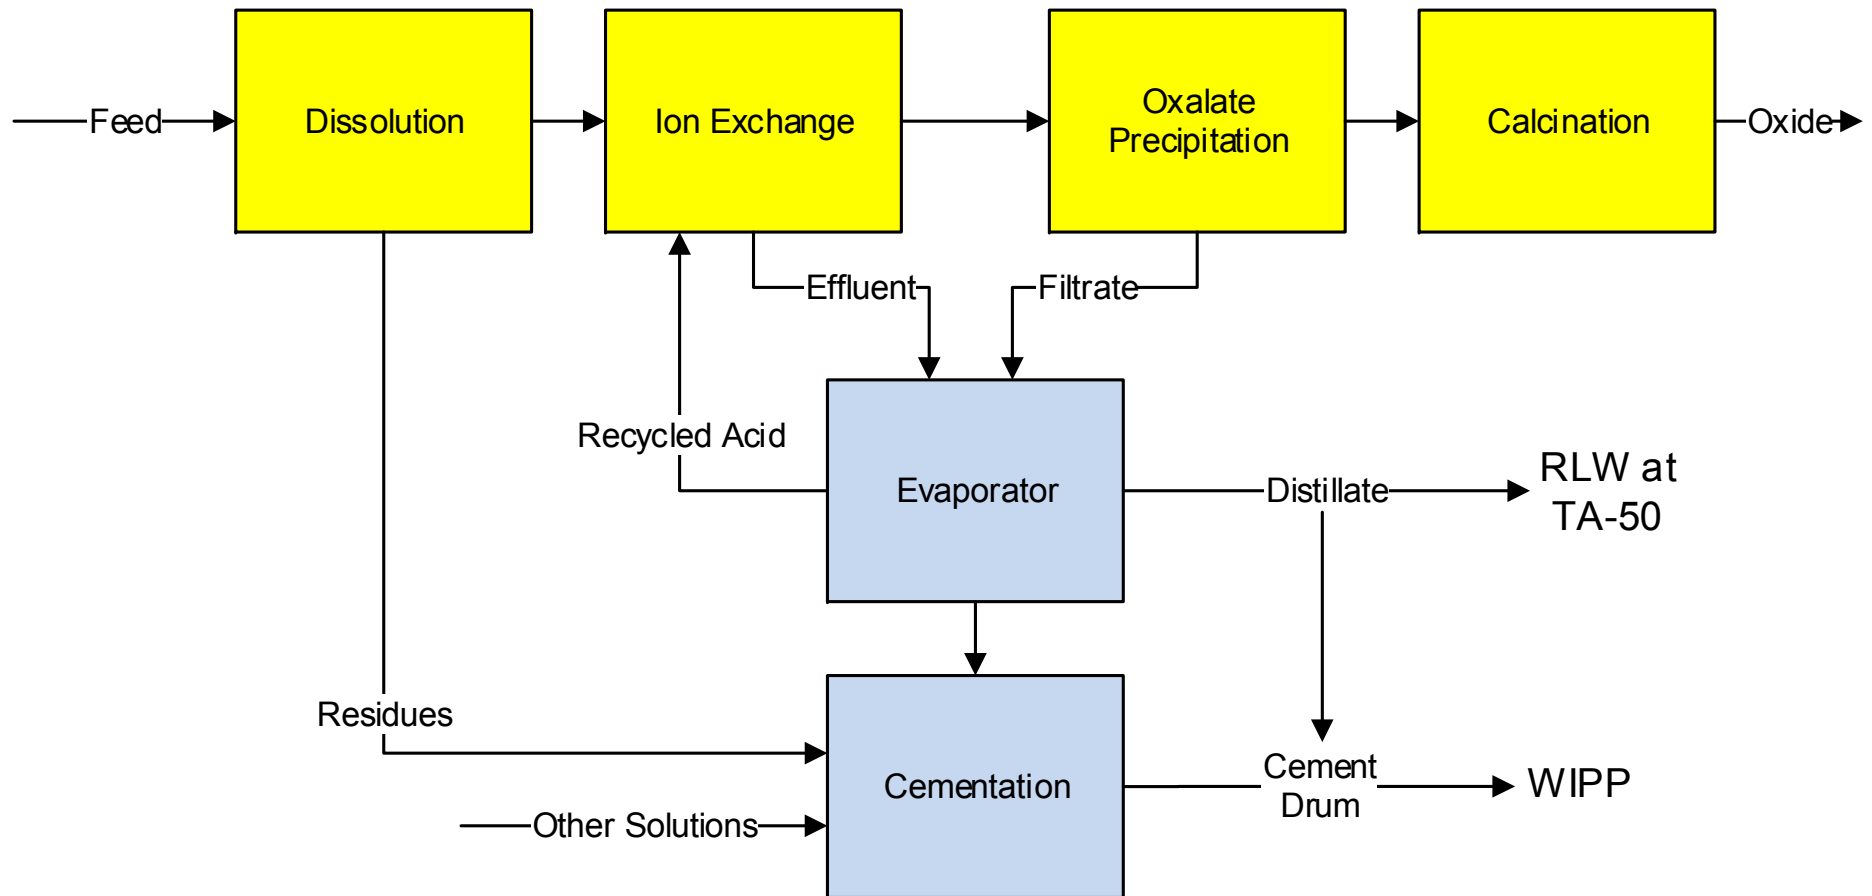 Feed
Dissolution
Ion Exchange
Oxalate
Precipitation
Calcination
Oxide
Effluent
Filtrate
Recycled Acid
Evaporator
Distillate
RLW at
TA-50
Residues
Cementation
Cement
Drum
WIPP
Other Solutions